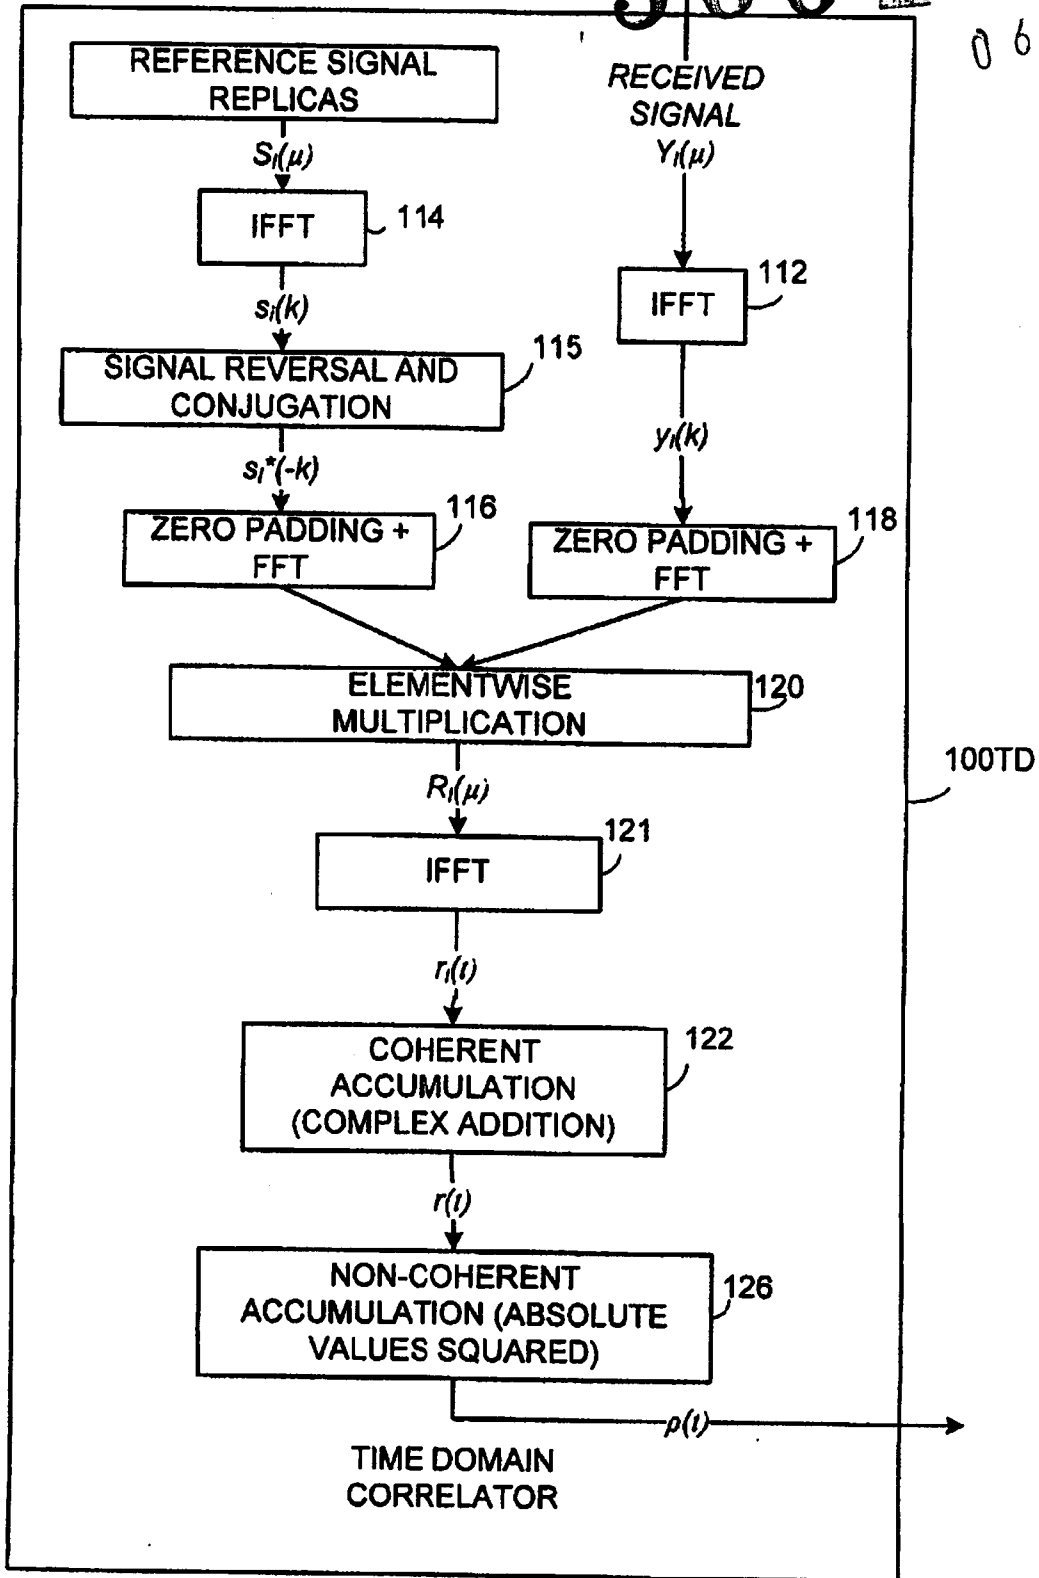 06
REFERENCE SIGNAL
REPLICAS
RECEIVED
SIGNAL
Yₗ(μ)
Sₗ(μ)
IFFT
114
IFFT
112
sₗ(k)
SIGNAL REVERSAL AND
CONJUGATION
115
yₗ(k)
sₗ*(-k)
ZERO PADDING +
FFT
116
ZERO PADDING +
FFT
118
ELEMENTWISE
MULTIPLICATION
120
100TD
Rₗ(μ)
IFFT
121
rₗ(t)
COHERENT
ACCUMULATION
(COMPLEX ADDITION)
122
r(t)
NON-COHERENT
ACCUMULATION (ABSOLUTE
VALUES SQUARED)
126
ρ(t)
TIME DOMAIN
CORRELATOR